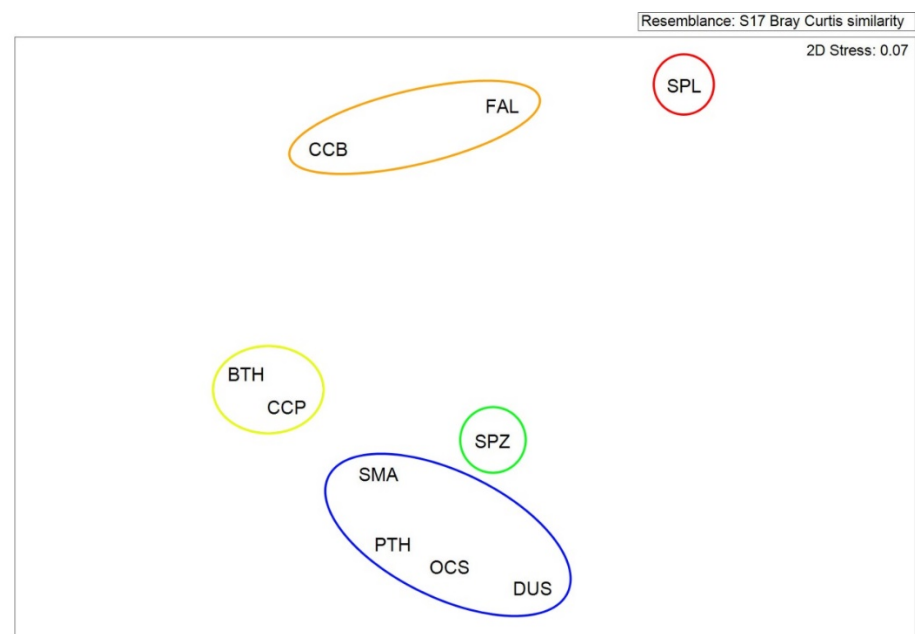 Resemblance: S17 Bray Curtis similarity
2D Stress: 0.07
SPL
FAL
CCB
BTH
CCP
SPZ
SMA
PTH
OCS
DUS